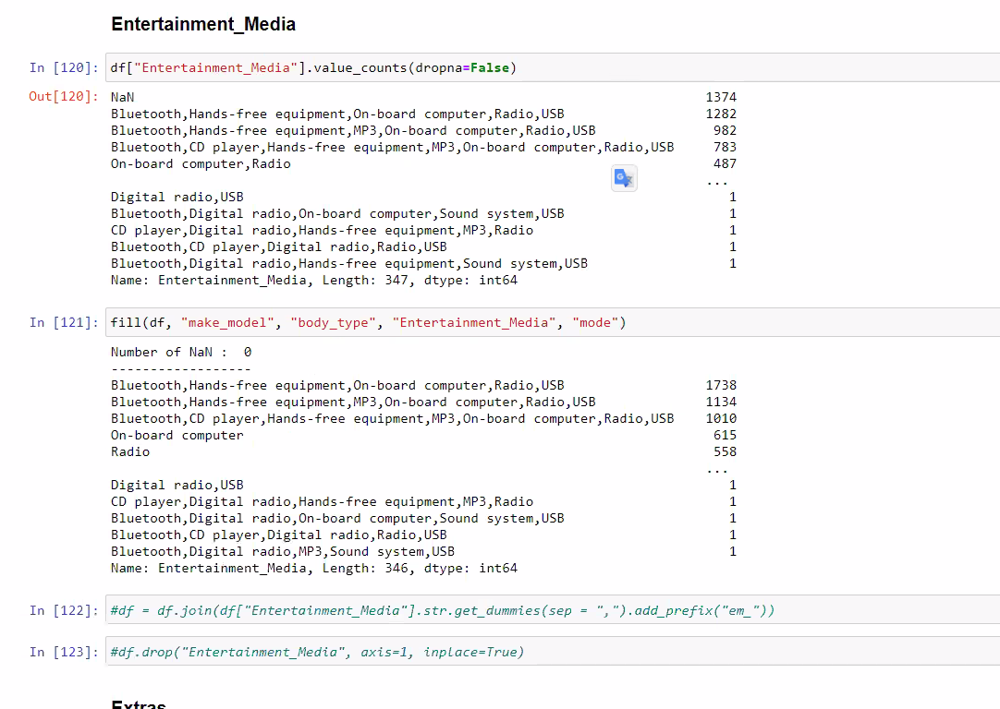 Entertainment_Media
In [120]: df["Entertainment_Media"].value_counts(dropna=False)
Out[120]: NaN 1374
Bluetooth,Hands-free equipment,On-board computer,Radio,USB 1282
Bluetooth,Hands-free equipment,MP3,On-board computer,Radio,USB 982
Bluetooth,CD player,Hands-free equipment,MP3,On-board computer,Radio,USB 783
On-board computer,Radio 487
...
Digital radio,USB 1
Bluetooth,Digital radio,On-board computer,Sound system,USB 1
CD player,Digital radio,Hands-free equipment,MP3,Radio 1
Bluetooth,CD player,Digital radio,Radio,USB 1
Bluetooth,Digital radio,Hands-free equipment,Sound system,USB 1
Name: Entertainment_Media, Length: 347, dtype: int64
In [121]: fill(df, "make_model", "body_type", "Entertainment_Media", "mode")
Number of NaN :  0
------------------
Bluetooth,Hands-free equipment,On-board computer,Radio,USB 1738
Bluetooth,Hands-free equipment,MP3,On-board computer,Radio,USB 1134
Bluetooth,CD player,Hands-free equipment,MP3,On-board computer,Radio,USB 1010
On-board computer 615
Radio 558
...
Digital radio,USB 1
CD player,Digital radio,Hands-free equipment,MP3,Radio 1
Bluetooth,Digital radio,On-board computer,Sound system,USB 1
Bluetooth,CD player,Digital radio,Radio,USB 1
Bluetooth,Digital radio,MP3,Sound system,USB 1
Name: Entertainment_Media, Length: 346, dtype: int64
In [122]: #df = df.join(df["Entertainment_Media"].str.get_dummies(sep = ",").add_prefix("em_"))
In [123]: #df.drop("Entertainment_Media", axis=1, inplace=True)
Extras